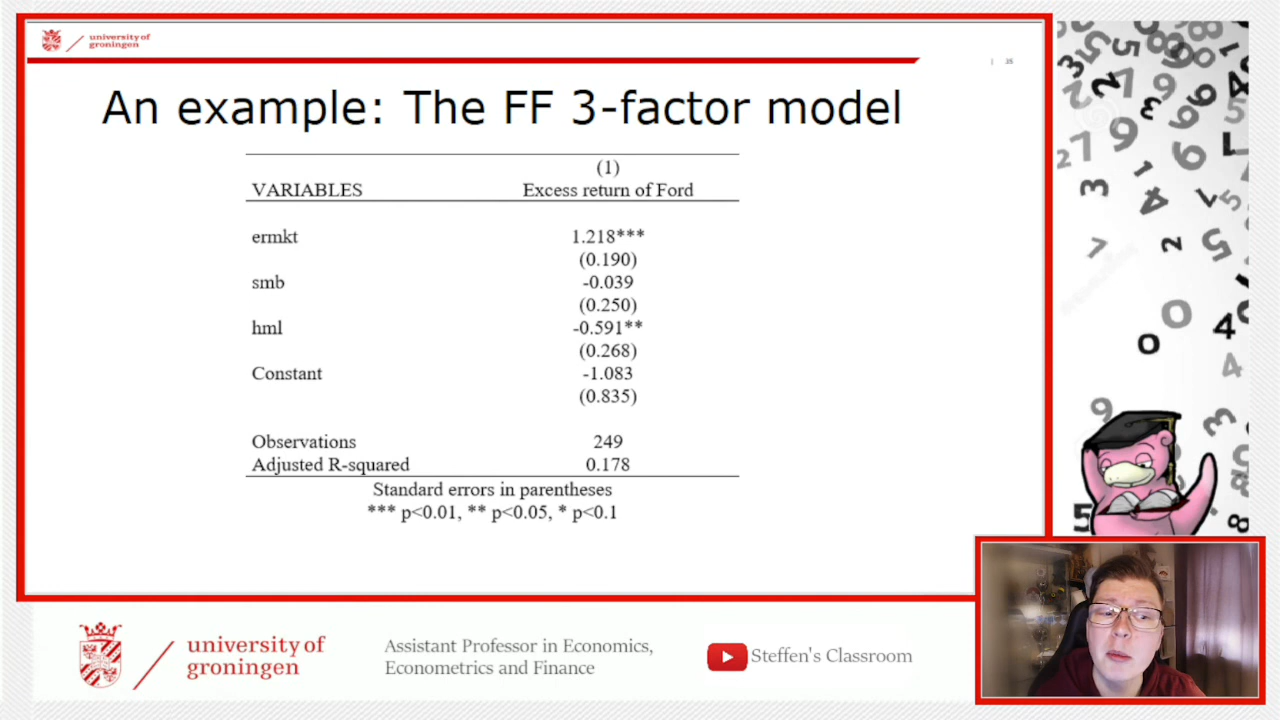 university of
groningen
| 35
An example: The FF 3-factor model
(1)
VARIABLES Excess return of Ford
ermkt 1.218***
(0.190)
smb -0.039
(0.250)
hml -0.591**
(0.268)
Constant -1.083
(0.835)
Observations 249
Adjusted R-squared 0.178
Standard errors in parentheses
*** p<0.01, ** p<0.05, * p<0.1
university of
groningen
Assistant Professor in Economics,
Econometrics and Finance
Steffen's Classroom